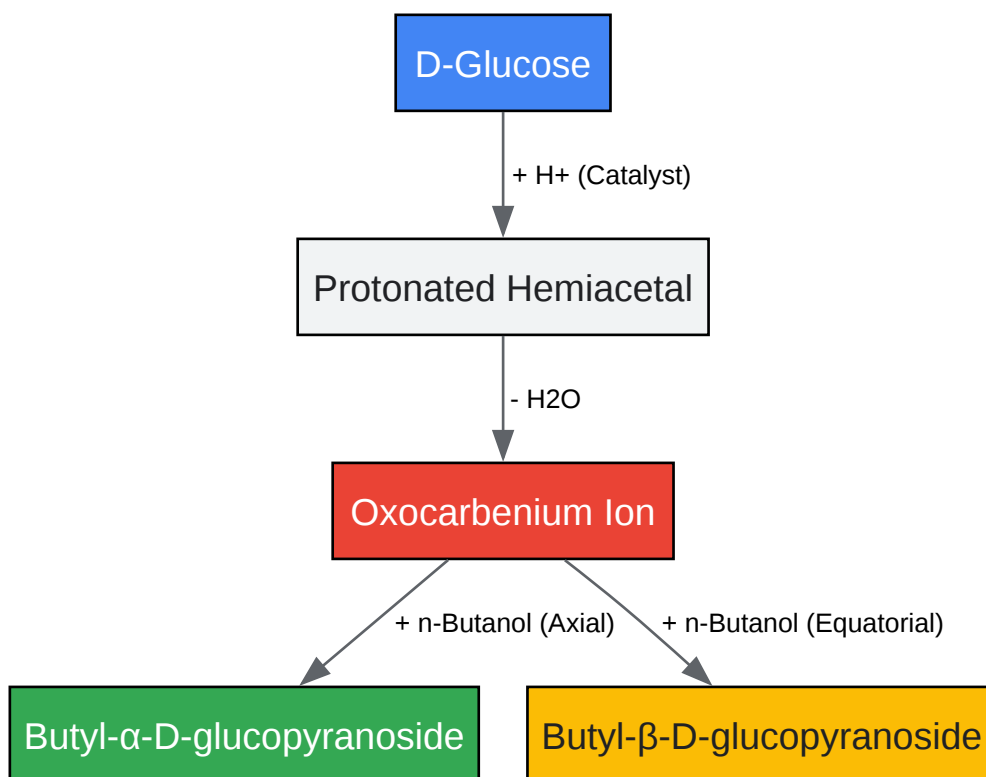 D-Glucose
+ H+ (Catalyst)
Protonated Hemiacetal
- H2O
Oxocarbenium Ion
+ n-Butanol (Axial)
+ n-Butanol (Equatorial)
Butyl-α-D-glucopyranoside
Butyl-β-D-glucopyranoside